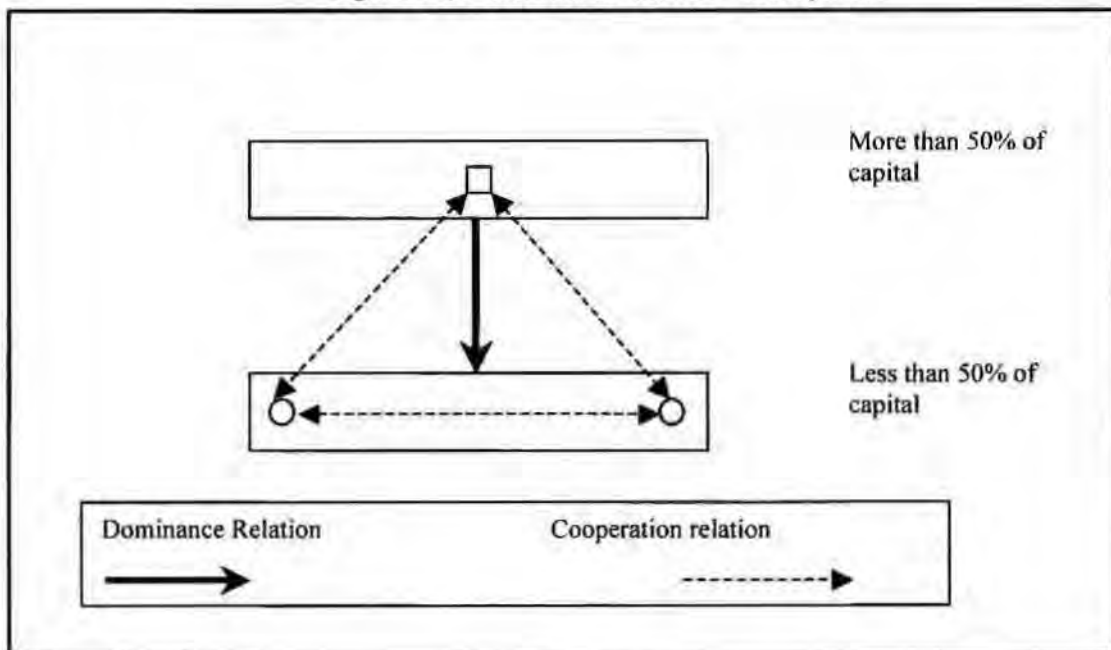 More than 50% of
capital
Less than 50% of
capital
Dominance Relation
Cooperation relation